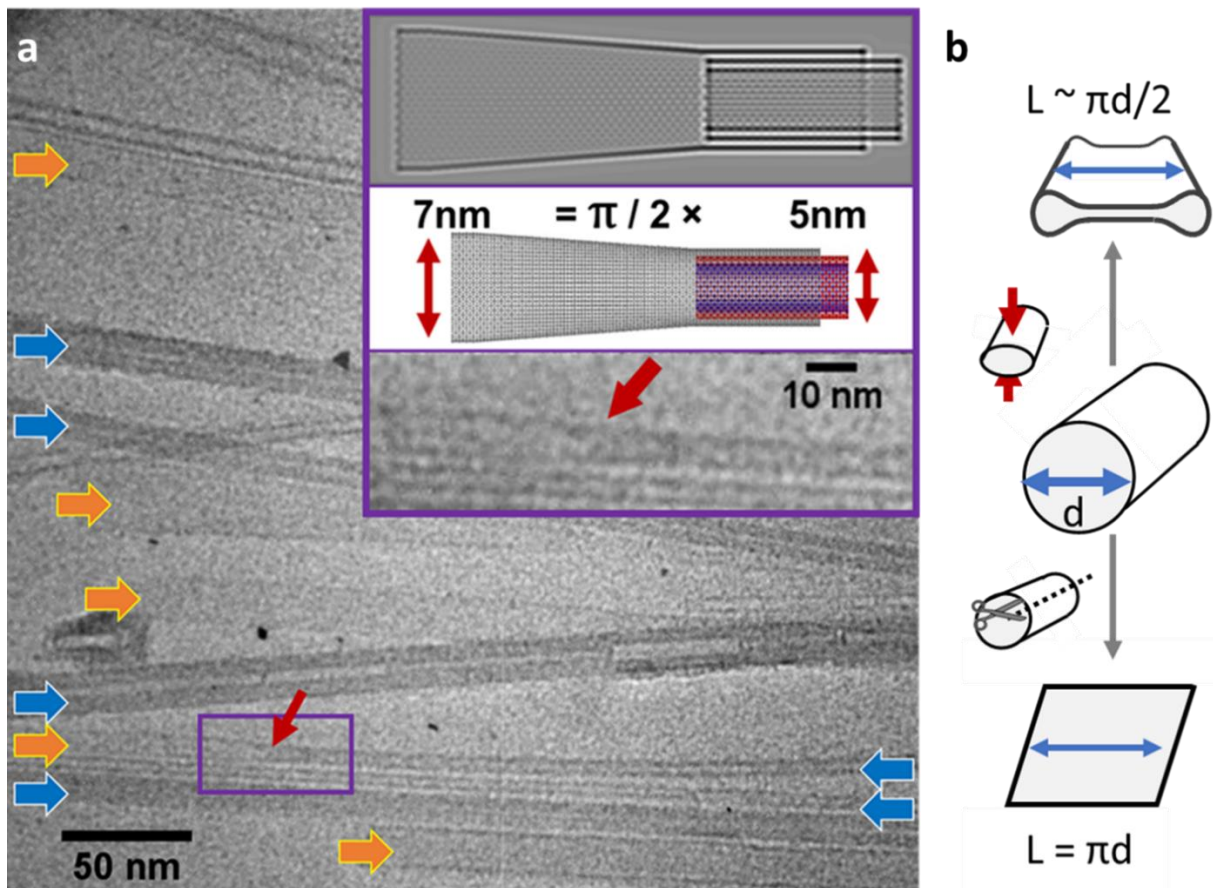 a
7nm = π / 2 × 5nm
10 nm
50 nm
b
L ~ πd/2
d
L = πd